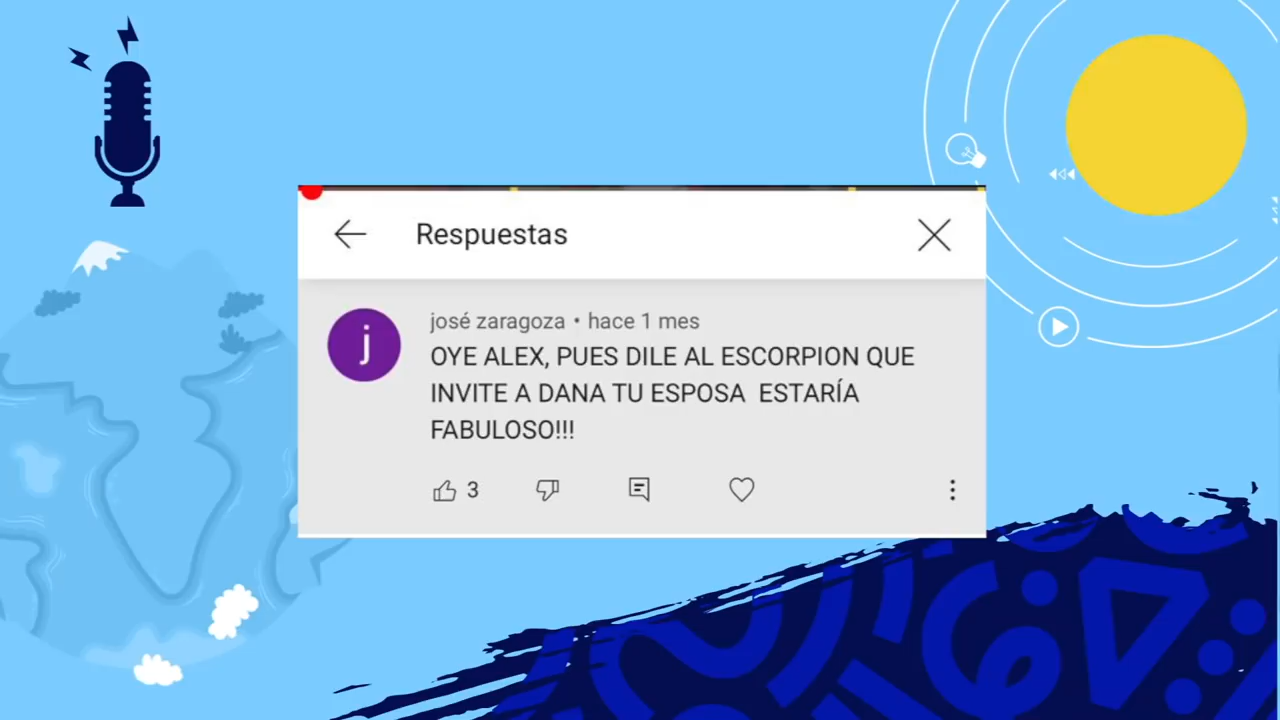 Respuestas
j
josé zaragoza • hace 1 mes
OYE ALEX, PUES DILE AL ESCORPION QUE
INVITE A DANA TU ESPOSA  ESTARÍA
FABULOSO!!!
3